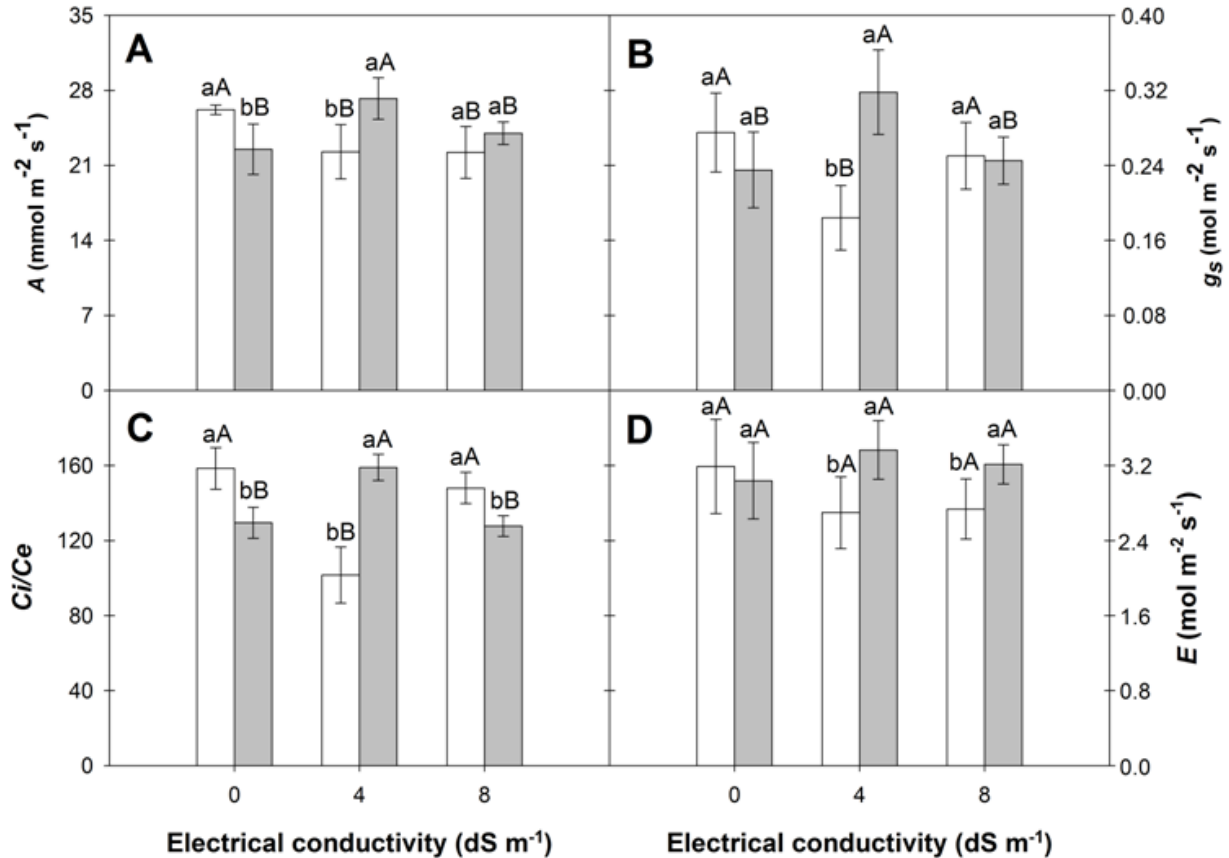 A
B
35
28
21
14
7
0
A (mmol m-2 s-1)
aA
bB
bB
aA
aB
aB
0.40
0.32
0.24
0.16
0.08
0.00
gs (mol m-2 s-1)
aA
aB
bB
aA
aA
aB
C
D
160
120
80
40
0
Ci/Ce
aA
bB
bB
aA
aA
bB
3.2
2.4
1.6
0.8
0.0
E (mol m-2 s-1)
aA
aA
bA
aA
bA
aA
0 4 8
0 4 8
Electrical conductivity (dS m-1)
Electrical conductivity (dS m-1)